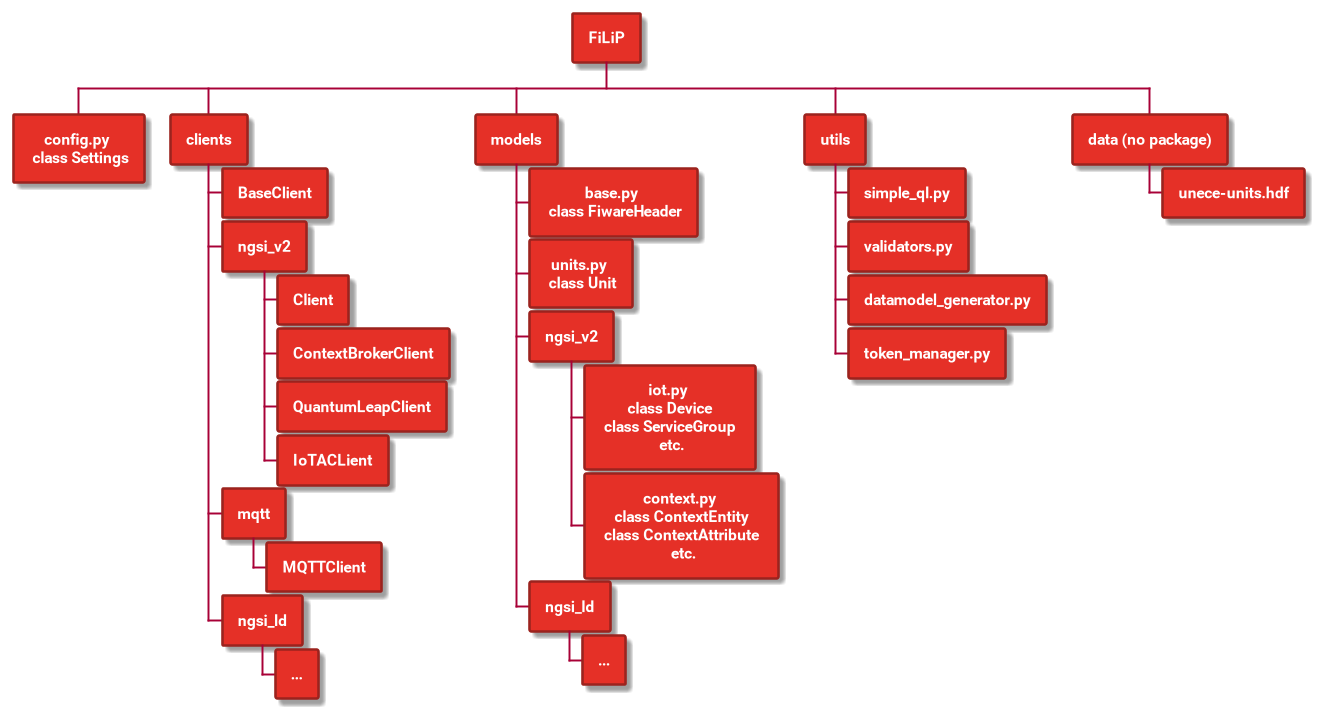 FiLiP
config.py
class Settings
clients
BaseClient
ngsi_v2
Client
ContextBrokerClient
QuantumLeapClient
IoTACLient
mqtt
MQTTClient
ngsi_ld
...
models
base.py
class FiwareHeader
units.py
class Unit
ngsi_v2
iot.py
class Device
class ServiceGroup
etc.
context.py
class ContextEntity
class ContextAttribute
etc.
ngsi_ld
...
utils
simple_ql.py
validators.py
datamodel_generator.py
token_manager.py
data (no package)
unece-units.hdf